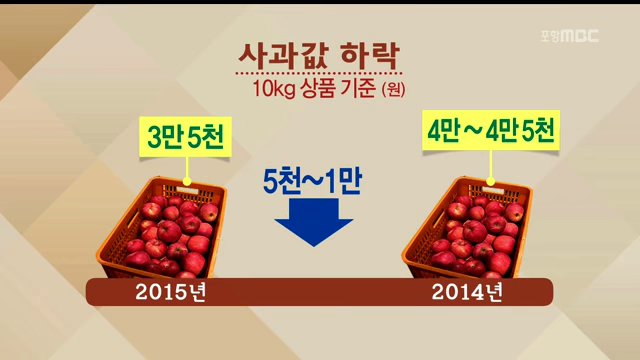 포항MBC
사과값 하락
10kg 상품 기준 (원)
3만 5천
4만~4만 5천
5천~1만
2015년
2014년